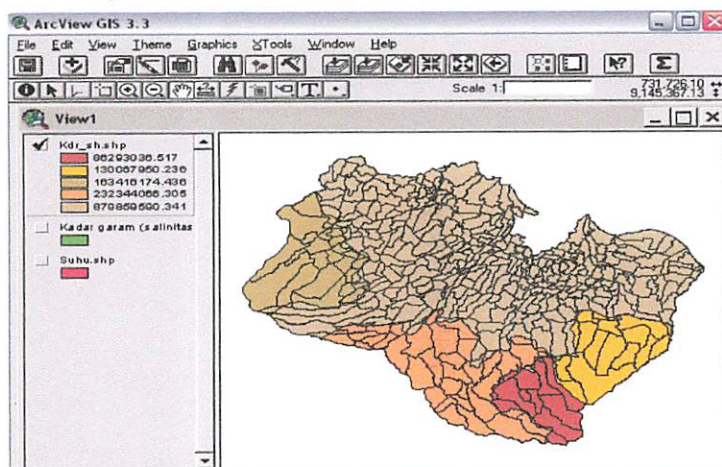 ArcView GIS 3.3
File Edit View Theme Graphics XTools Window Help
Scale 1:
731,726.10
9,145,367.13
View1
Kdr_sh.shp
86293036.517
130067950.236
163416174.436
232344066.305
879859590.341
Kadar garam (salinitas
Suhu.shp